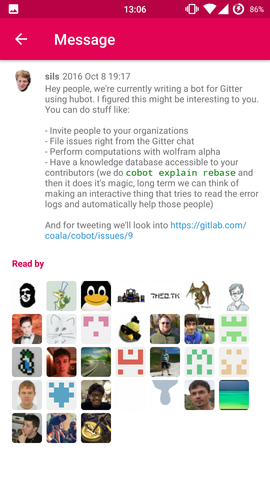 13:06
86%
Message
sils 2016 Oct 8 19:17
Hey people, we're currently writing a bot for Gitter
using hubot. I figured this might be interesting to you.
You can do stuff like:
- Invite people to your organizations
- File issues right from the Gitter chat
- Perform computations with wolfram alpha
- Have a knowledge database accessible to your
contributors (we do cobot explain rebase and
then it does it's magic, long term we can think of
making an interactive thing that tries to read the error
logs and automatically help those people)
And for tweeting we'll look into https://gitlab.com/
coala/cobot/issues/9
Read by
7HEO.TK